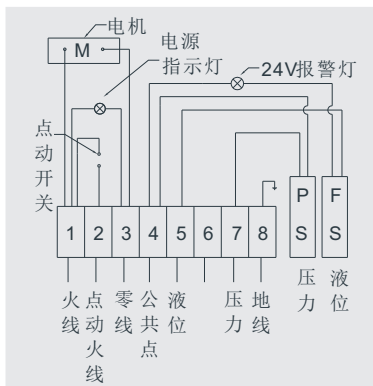 电机
M
电源
指示灯
24V报警灯
点动开关
P S
F S
1 2 3 4 5 6 7 8
压力
液位
火线
点动火线
零线
公共点
液位
压力
地线